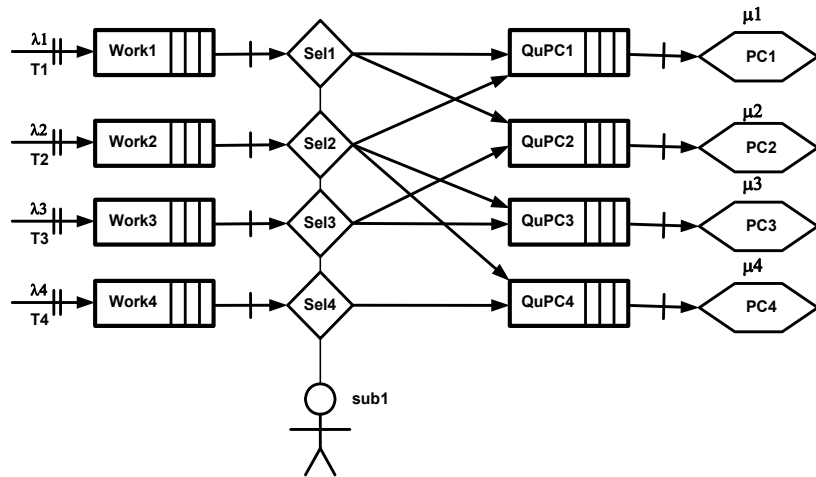 μ1
λ1 Work1 Sel1 QuPC1 PC1
T1
μ2
λ2 Work2 Sel2 QuPC2 PC2
T2
μ3
λ3 Work3 Sel3 QuPC3 PC3
T3
μ4
λ4 Work4 Sel4 QuPC4 PC4
T4
sub1